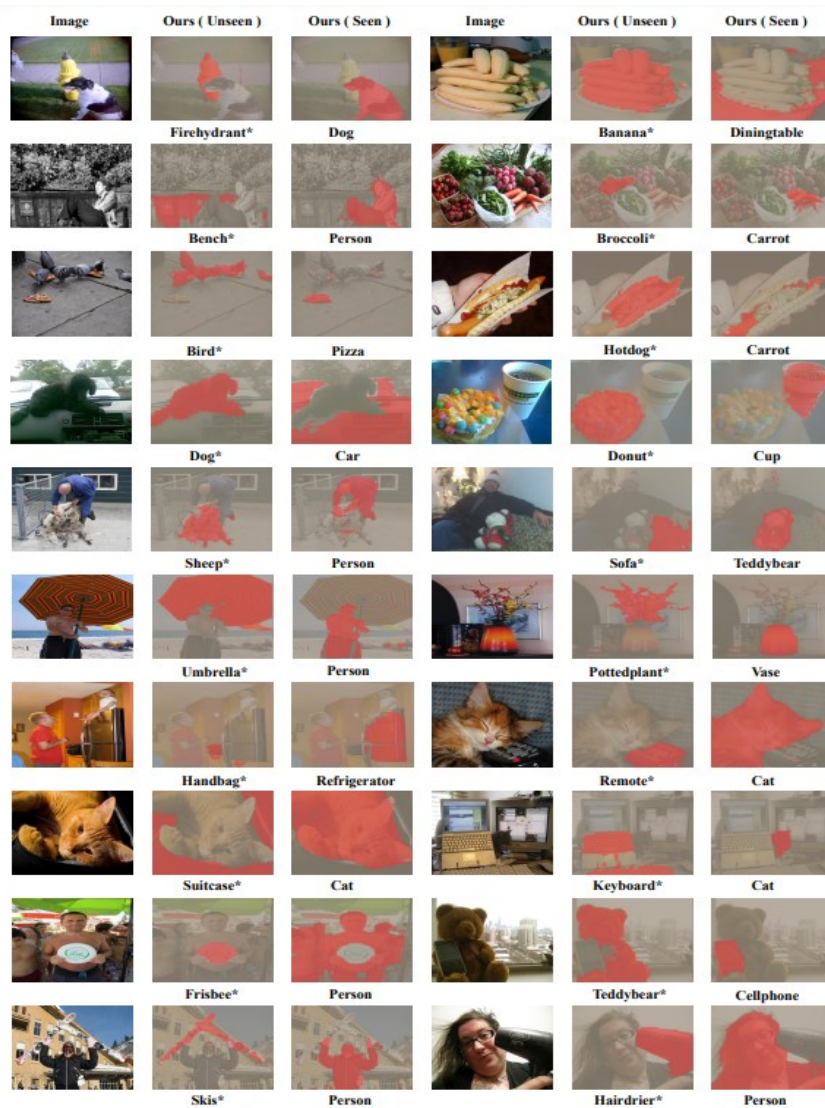 Image Ours ( Unseen ) Ours ( Seen ) Image Ours ( Unseen ) Ours ( Seen )
Firehydrant* Dog Banana* Diningtable
Bench* Person Broccoli* Carrot
Bird* Pizza Hotdog* Carrot
Dog* Car Donut* Cup
Sheep* Person Sofa* Teddybear
Umbrella* Person Pottedplant* Vase
Handbag* Refrigerator Remote* Cat
Suitcase* Cat Keyboard* Cat
Frisbee* Person Teddybear* Cellphone
Skis* Person Hairdrier* Person